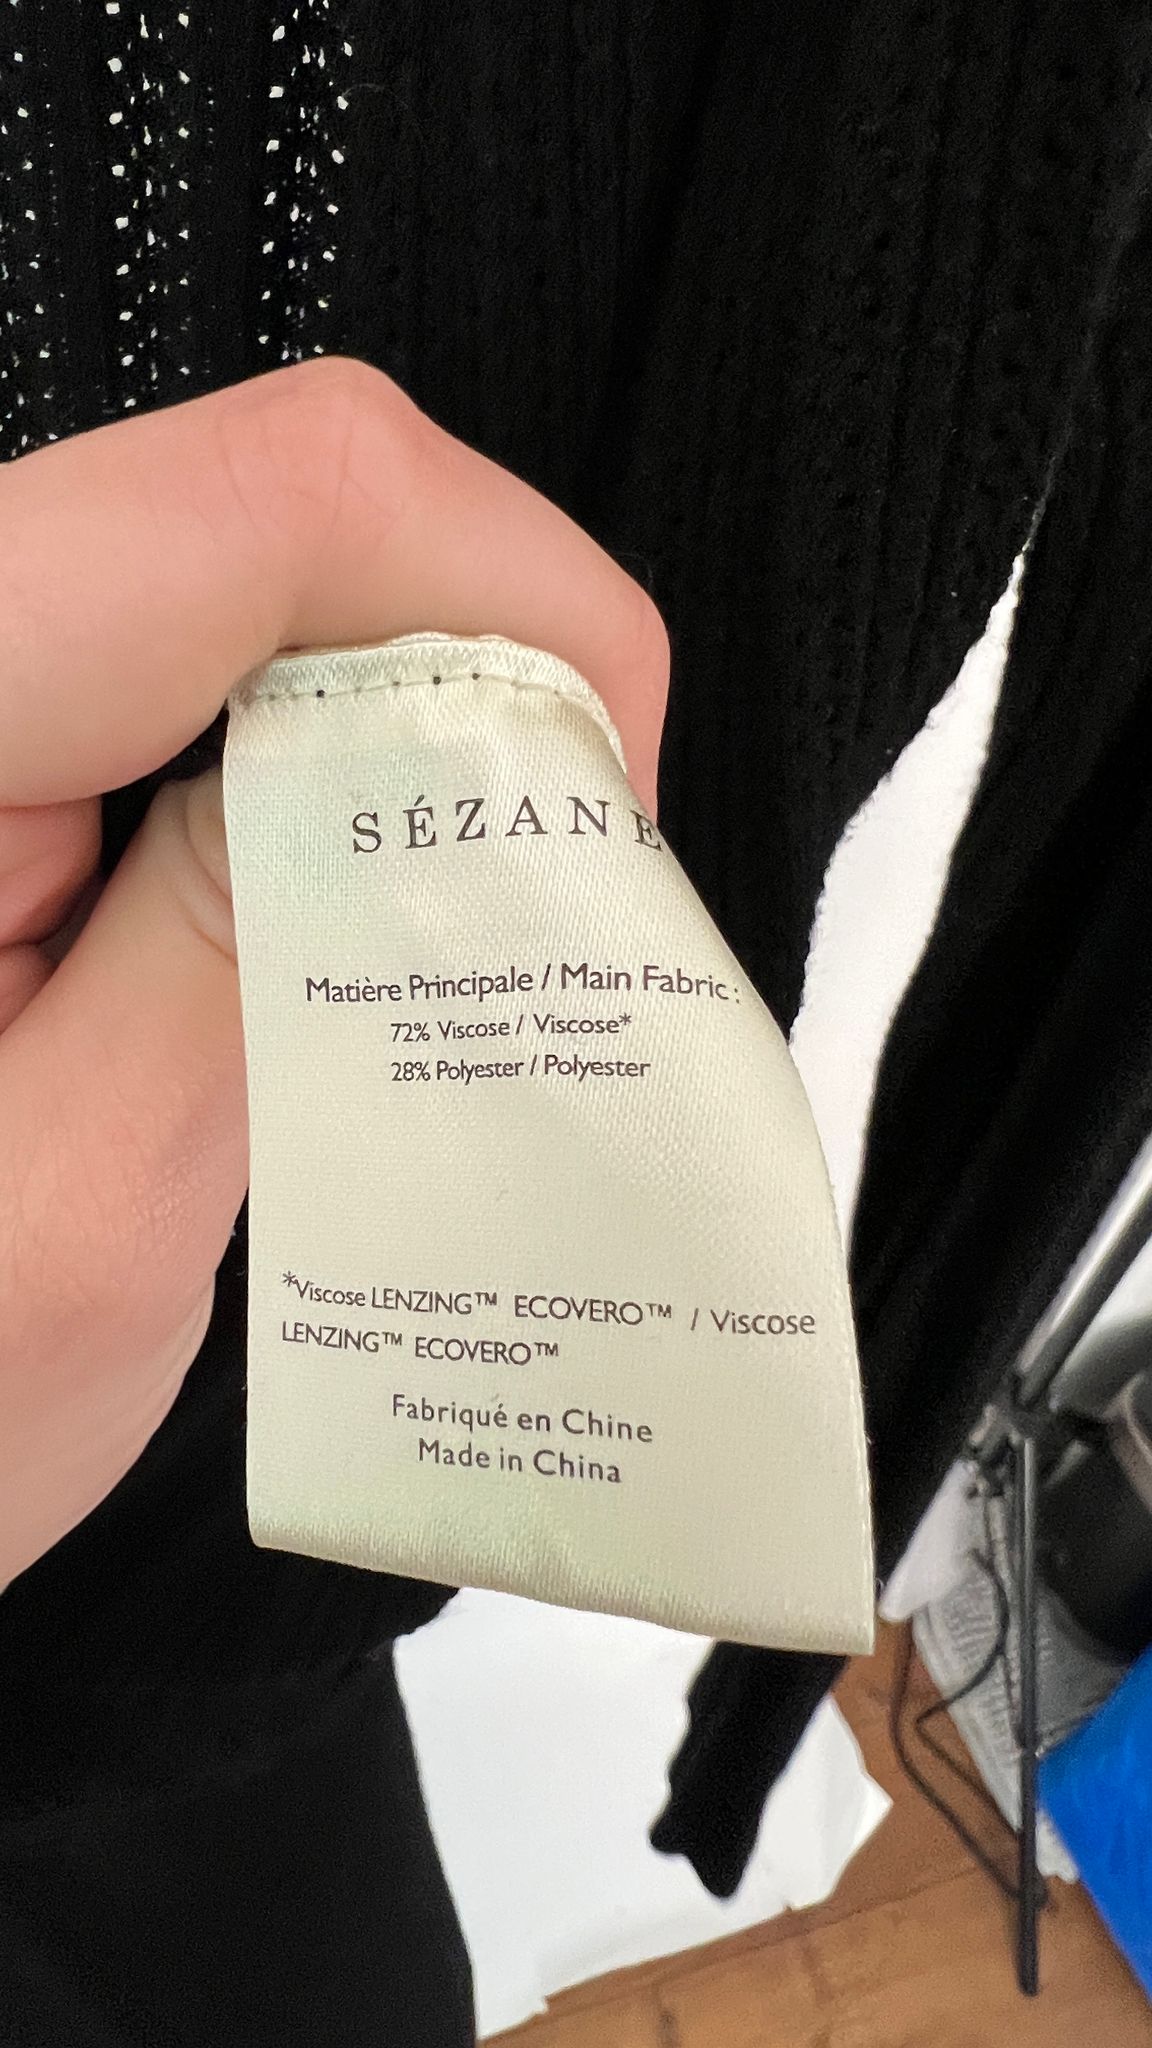 SÉZANE
Matière Principale / Main Fabric :
72% Viscose / Viscose*
28% Polyester / Polyester
*Viscose LENZING™ ECOVERO™ / Viscose
LENZING™ ECOVERO™
Fabriqué en Chine
Made in China